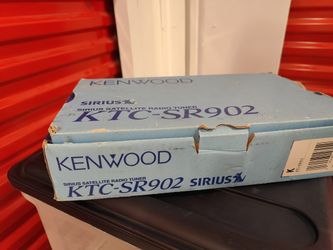 KENWOOD
SIRIUS
SIRIUS SATELLITE RADIO TUNER
KTC-SR902
KENWOOD
SIRIUS SATELLITE RADIO TUNER
KTC-SR902 SIRIUS
K